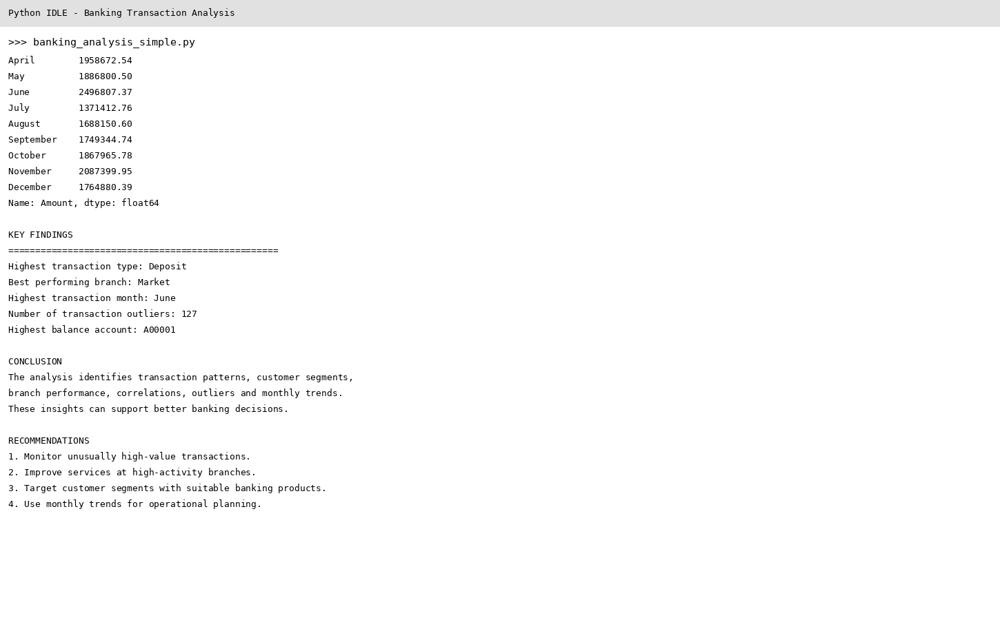 Python IDLE - Banking Transaction Analysis
>>> banking_analysis_simple.py
April        1958672.54
May          1886800.50
June         2496807.37
July         1371412.76
August       1688150.60
September    1749344.74
October      1867965.78
November     2087399.95
December     1764880.39
Name: Amount, dtype: float64

KEY FINDINGS
==================================================
Highest transaction type: Deposit
Best performing branch: Market
Highest transaction month: June
Number of transaction outliers: 127
Highest balance account: A00001

CONCLUSION
The analysis identifies transaction patterns, customer segments,
branch performance, correlations, outliers and monthly trends.
These insights can support better banking decisions.

RECOMMENDATIONS
1. Monitor unusually high-value transactions.
2. Improve services at high-activity branches.
3. Target customer segments with suitable banking products.
4. Use monthly trends for operational planning.